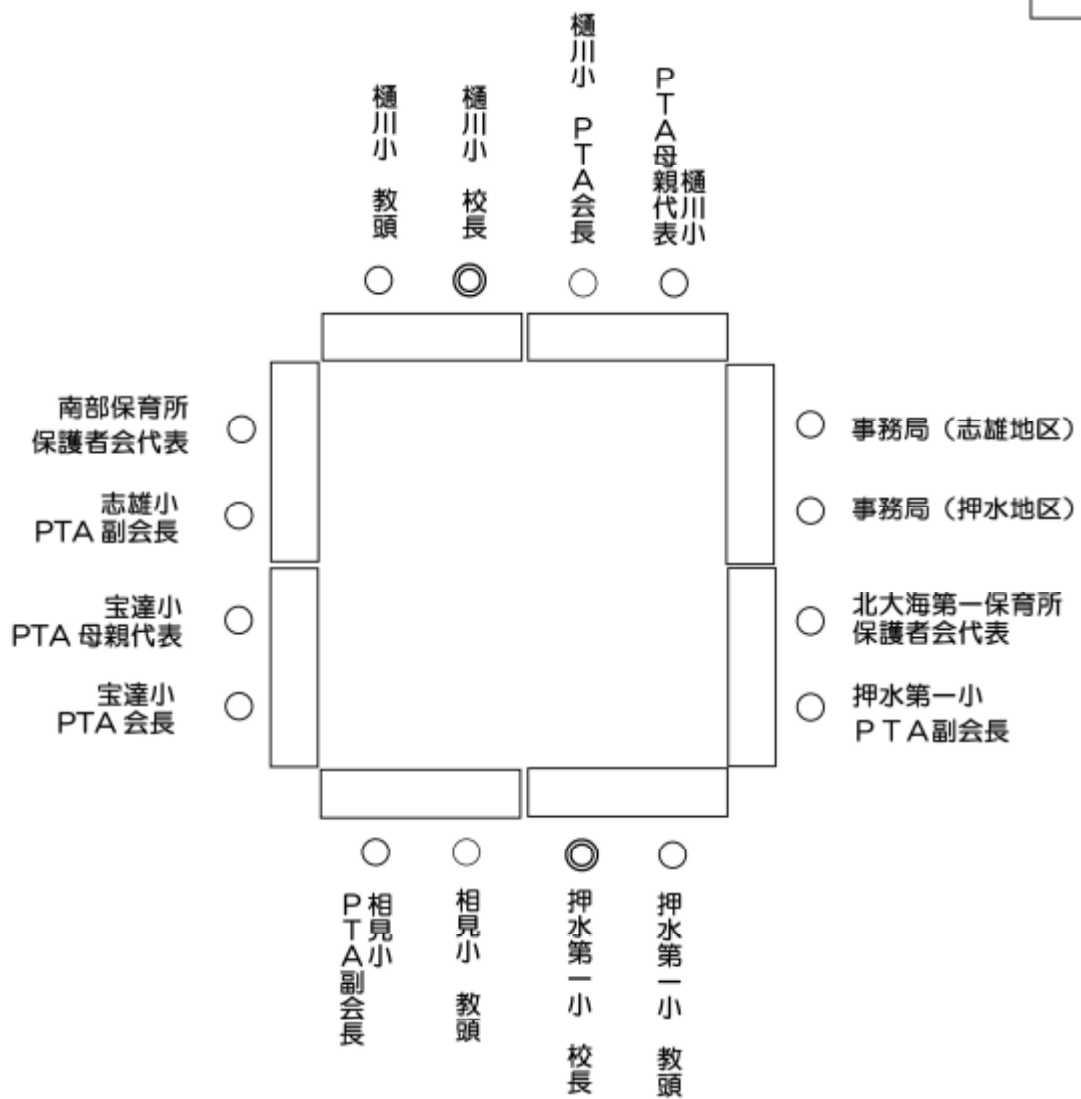 樋川小 教頭
樋川小 校長
樋川小 PTA会長
樋川小
PTA母親代表
南部保育所
保護者会代表
志雄小
PTA 副会長
宝達小
PTA 母親代表
宝達小
PTA 会長
事務局（志雄地区）
事務局（押水地区）
北大海第一保育所
保護者会代表
押水第一小
ＰＴＡ副会長
相見小
PTA副会長
相見小 教頭
押水第一小 校長
押水第一小 教頭